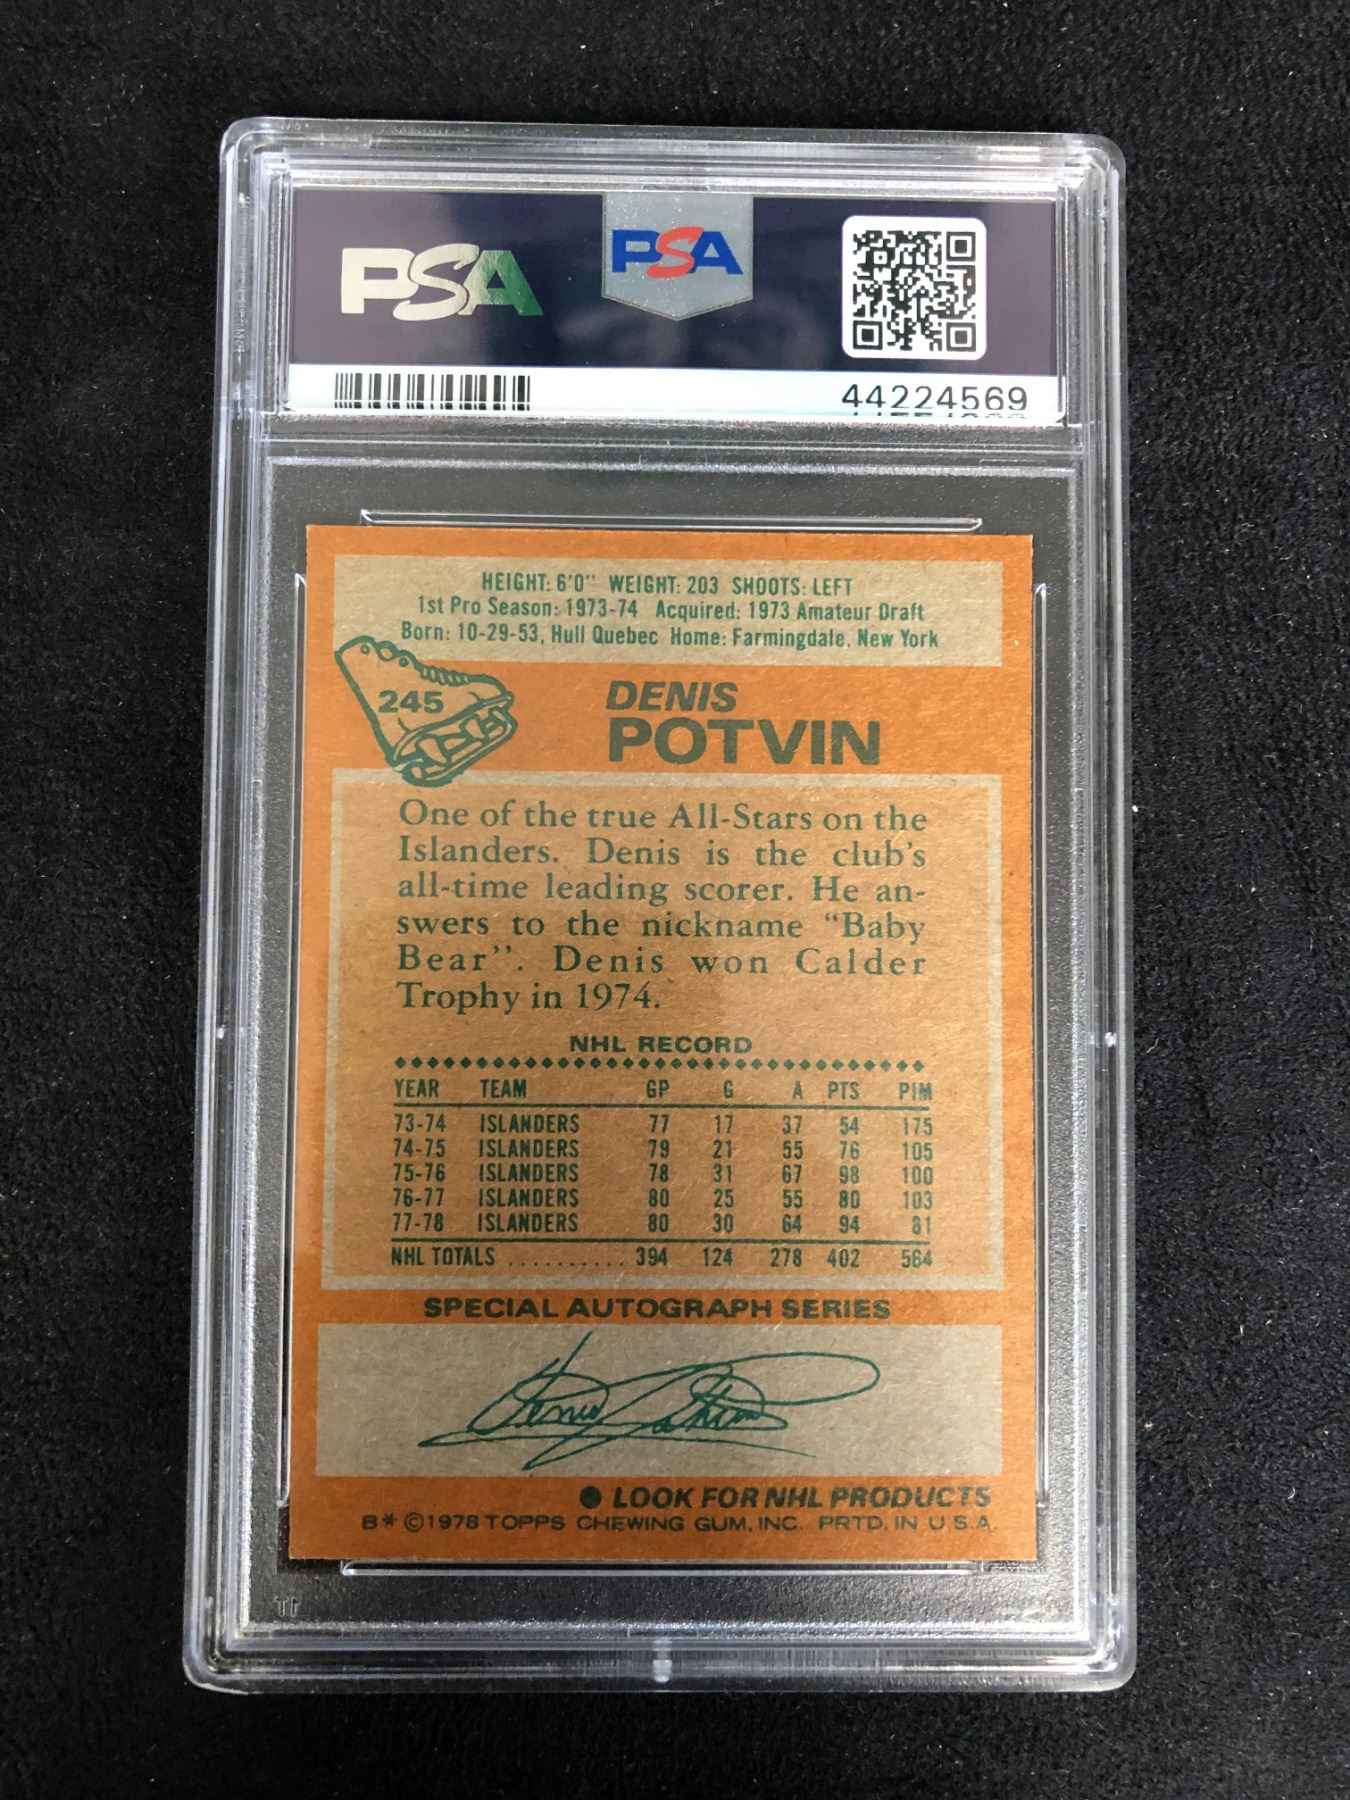 PSA
PSA
44224569
HEIGHT: 6'0" WEIGHT: 203 SHOOTS: LEFT
1st Pro Season: 1973-74 Acquired: 1973 Amateur Draft
Born: 10-29-53, Hull Quebec Home: Farmingdale, New York
245
DENIS
POTVIN
One of the true All-Stars on the
Islanders. Denis is the club's
all-time leading scorer. He an-
swers to the nickname "Baby
Bear". Denis won Calder
Trophy in 1974.
NHL RECORD
YEAR TEAM GP G A PTS PIM
73-74 ISLANDERS 77 17 37 54 175
74-75 ISLANDERS 79 21 55 76 105
75-76 ISLANDERS 78 31 67 98 100
76-77 ISLANDERS 80 25 55 80 103
77-78 ISLANDERS 80 30 64 94 81
NHL TOTALS .......... 394 124 278 402 564
SPECIAL AUTOGRAPH SERIES
Denis Potvin
● LOOK FOR NHL PRODUCTS
B* ©1978 TOPPS CHEWING GUM, INC. PRTD. IN U.S.A.